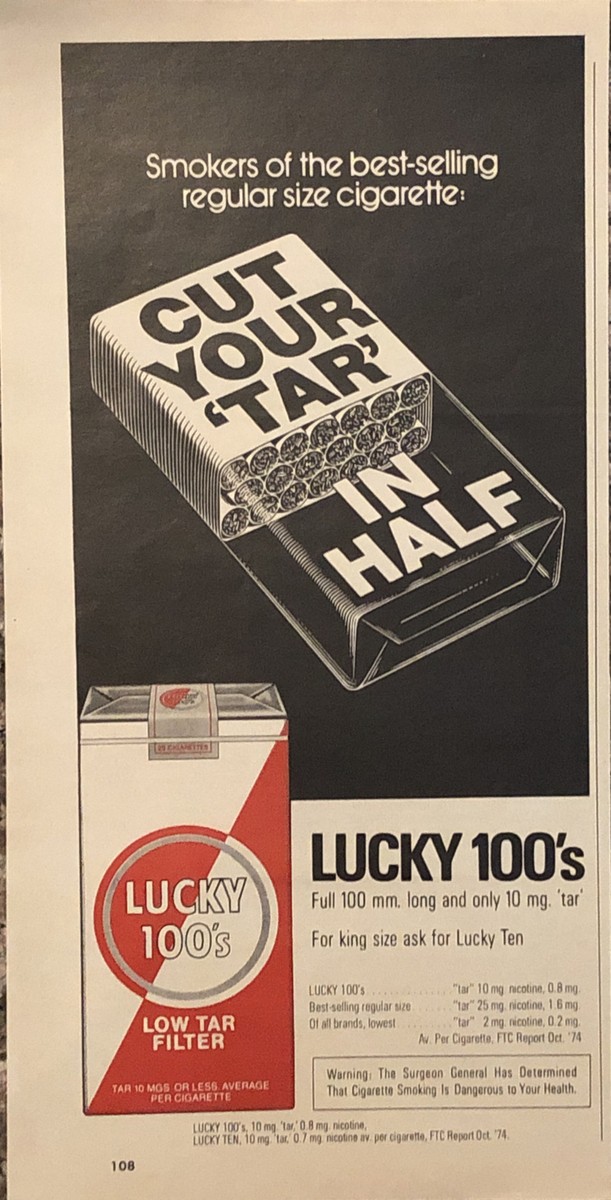 Smokers of the best-selling
regular size cigarette:
CUT
YOUR
'TAR'
IN
HALF
20 CIGARETTES
LUCKY
100's
LOW TAR
FILTER
TAR 10 MGS OR LESS AVERAGE
PER CIGARETTE
LUCKY 100's
Full 100 mm. long and only 10 mg. 'tar'
For king size ask for Lucky Ten
LUCKY 100's . . . . . . . . . . . . . "tar" 10 mg. nicotine, 0.8 mg.
Best-selling regular size . . . . . . "tar" 25 mg. nicotine, 1.6 mg.
Of all brands, lowest . . . . . . . . "tar" 2 mg. nicotine, 0.2 mg.
Av. Per Cigarette, FTC Report Oct. '74
Warning: The Surgeon General Has Determined
That Cigarette Smoking Is Dangerous to Your Health.
LUCKY 100's, 10 mg. 'tar,' 0.8 mg. nicotine,
LUCKY TEN, 10 mg. 'tar,' 0.7 mg. nicotine av. per cigarette, FTC Report Oct. '74.
108